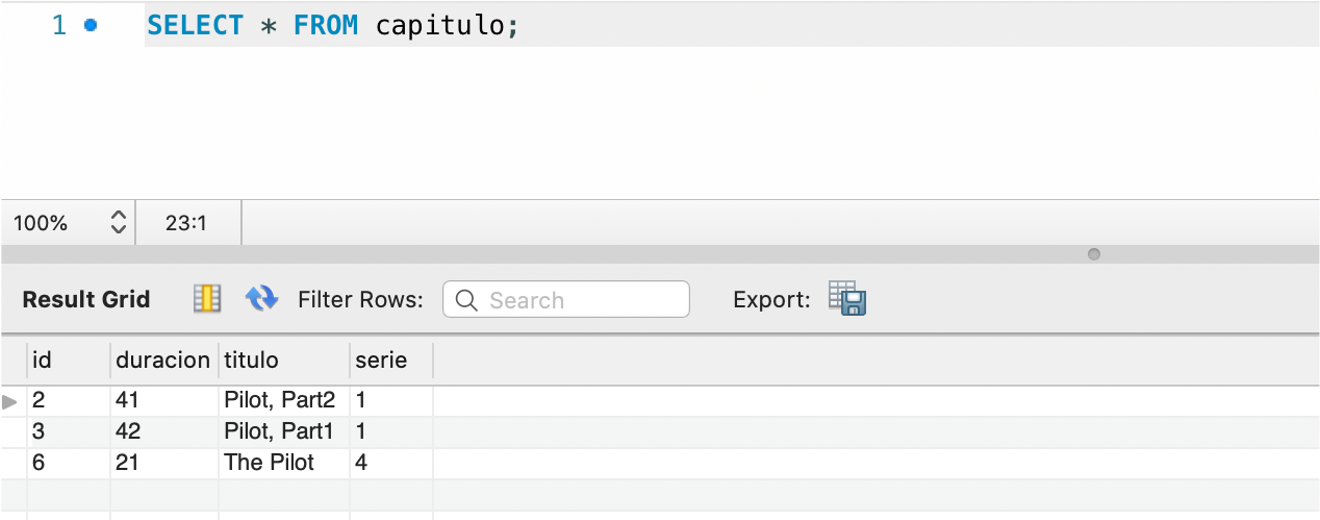 1 SELECT * FROM capitulo;
100% 23:1
Result Grid Filter Rows: Search Export:
id duracion titulo serie
2 41 Pilot, Part2 1
3 42 Pilot, Part1 1
6 21 The Pilot 4